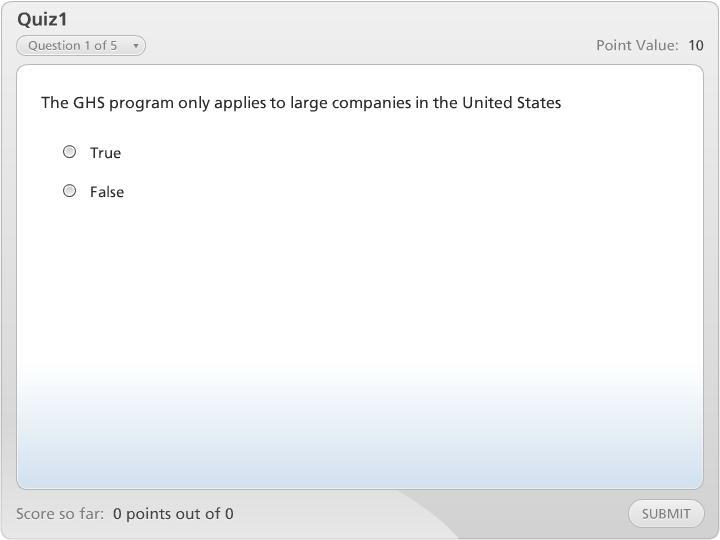 Quiz1
Question 1 of 5
Point Value: 10
The GHS program only applies to large companies in the United States
True
False
Score so far: 0 points out of 0
SUBMIT